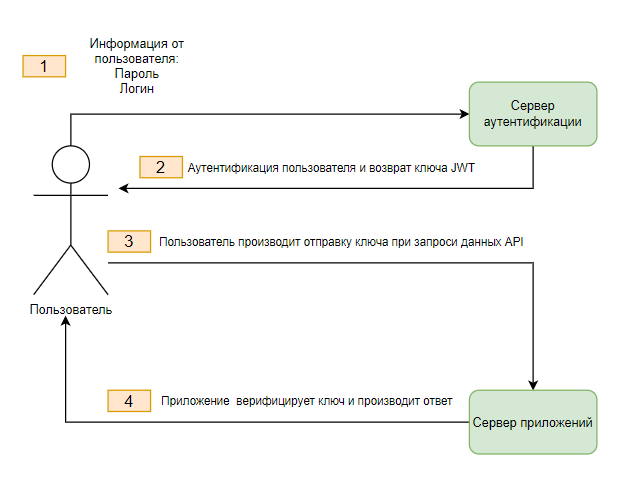 1
Информация от
пользователя:
Пароль
Логин
Сервер
аутентификации
2
Аутентификация пользователя и возврат ключа JWT
3
Пользователь производит отправку ключа при запроси данных API
Пользователь
4
Приложение верифицирует ключ и производит ответ
Сервер приложений